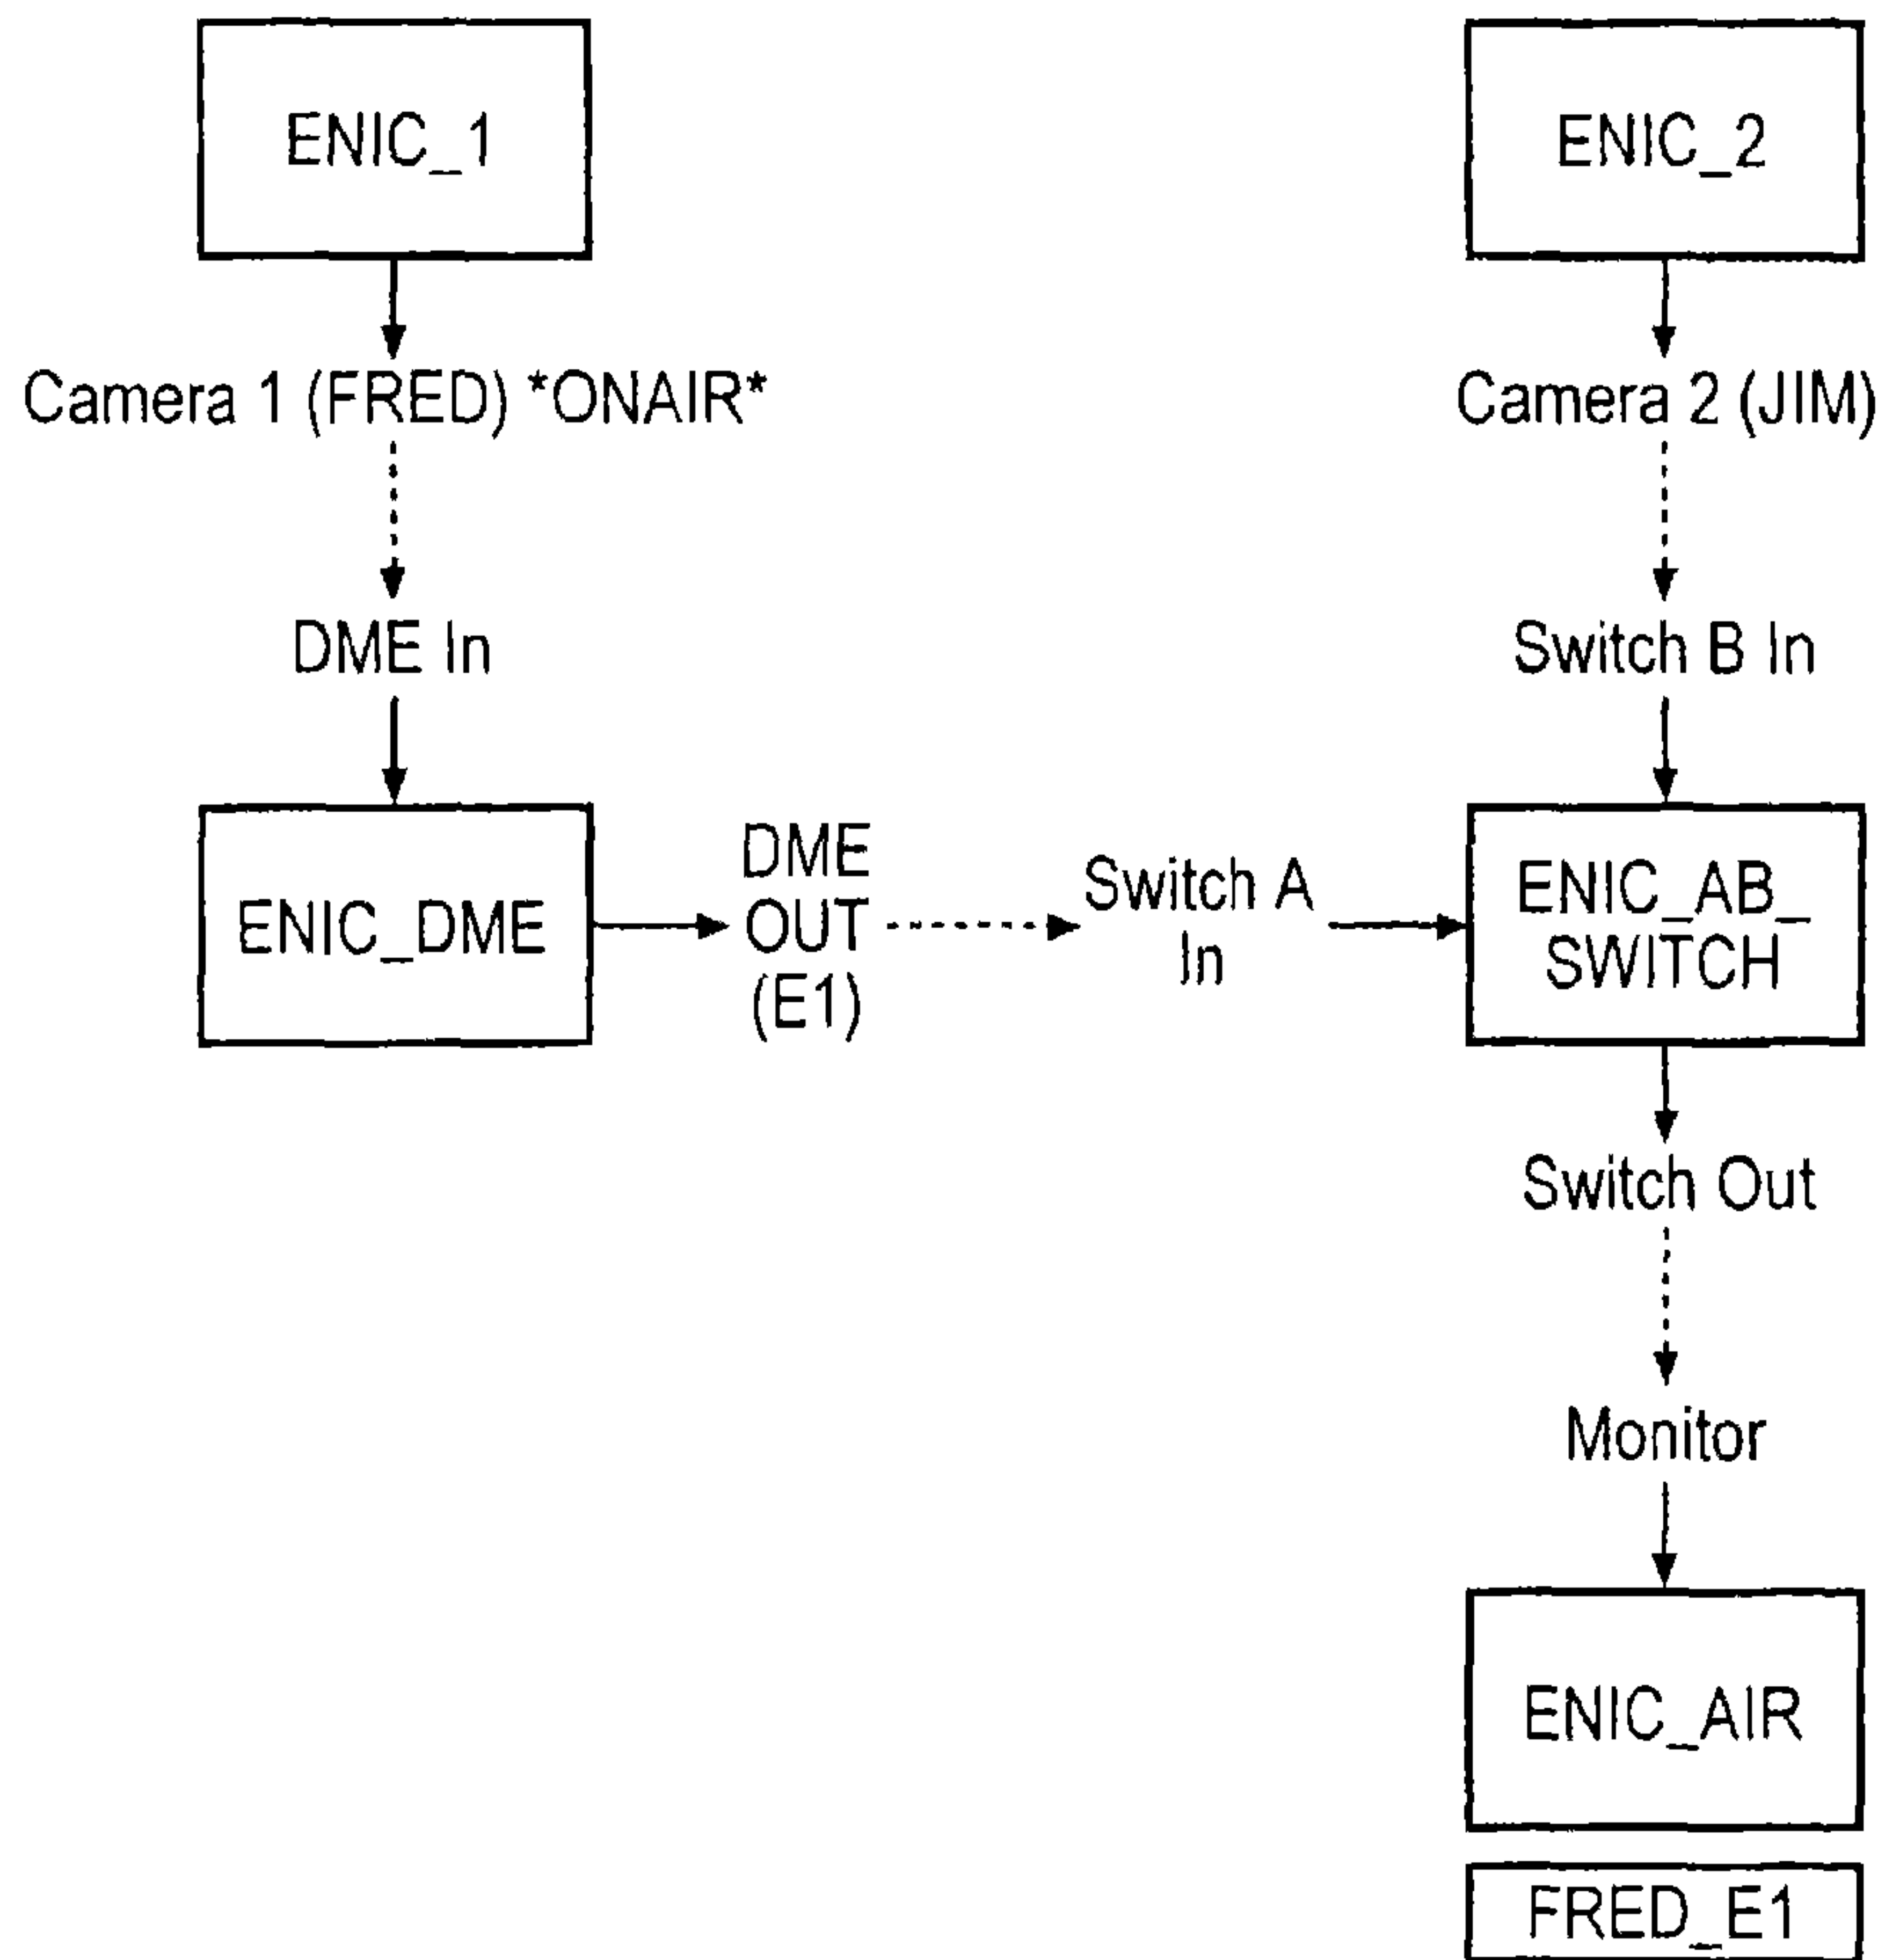 ENIC_1
ENIC_2
Camera 1 (FRED) *ONAIR*
Camera 2 (JIM)
DME In
Switch B In
ENIC_DME
DME
OUT
(E1)
Switch A
In
ENIC_AB_
SWITCH
Switch Out
Monitor
ENIC_AIR
FRED_E1